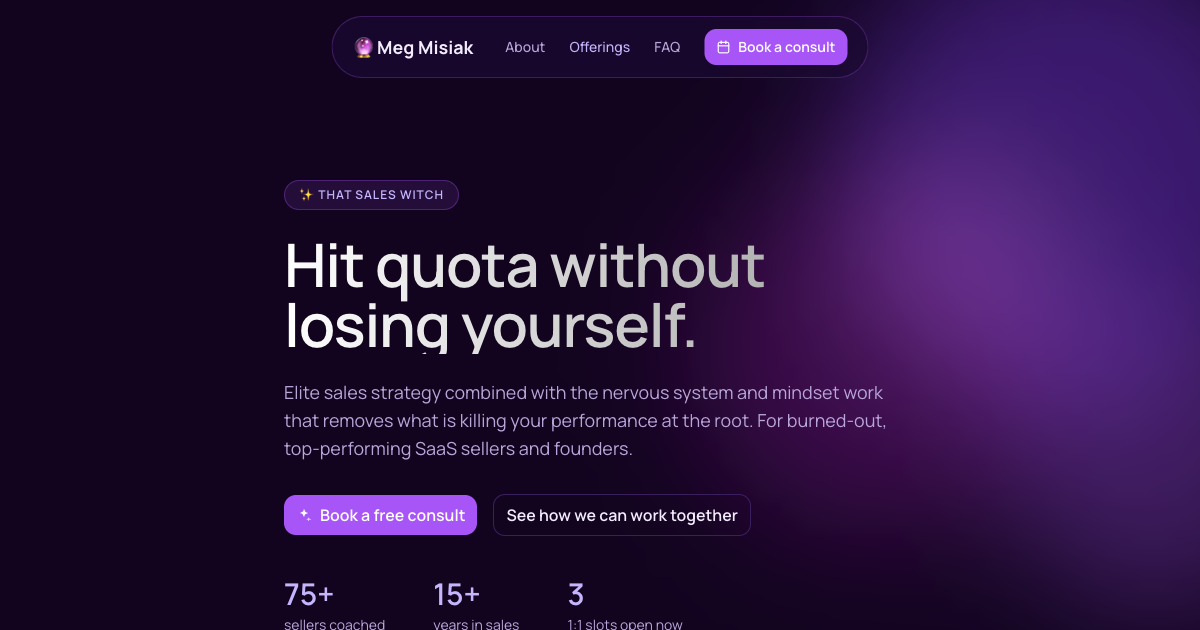 🔮 Meg Misiak
About
Offerings
FAQ
Book a consult
✨ THAT SALES WITCH
Hit quota without
losing yourself.
Elite sales strategy combined with the nervous system and mindset work
that removes what is killing your performance at the root. For burned-out,
top-performing SaaS sellers and founders.
Book a free consult
See how we can work together
75+
15+
3
sellers coached
years in sales
1:1 slots open now